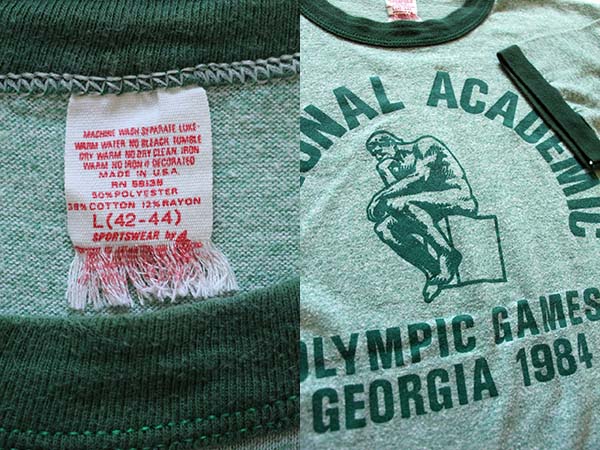 MACHINE WASH SEPARATE LUKE-
WARM WATER NO BLEACH TUMBLE
DRY WARM NO DRY CLEAN. IRON
WARM NO IRON if DECORATED
MADE IN U.S.A.
RN 58138
50% POLYESTER
38% COTTON 12% RAYON
L (42-44)
SPORTSWEAR by
ONAL ACADEMIC
OLYMPIC GAMES
GEORGIA 1984